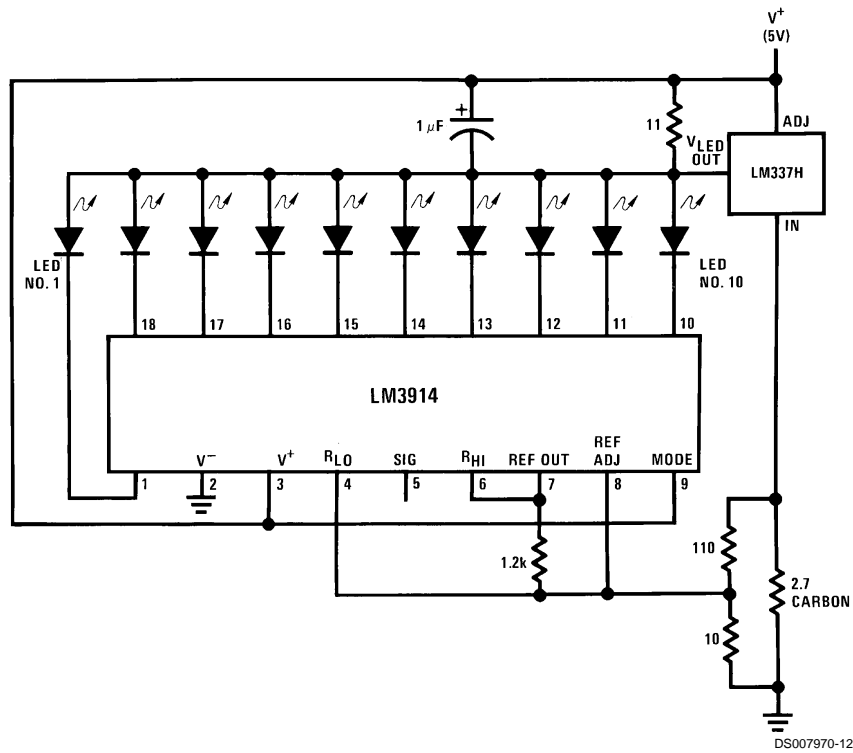 V+
(5V)
ADJ
+
1 μF
11
VLED
OUT
LM337H
IN
LED
NO. 1
LED
NO. 10
18
17
16
15
14
13
12
11
10
LM3914
V−
V+
RLO
SIG
RHI
REF OUT
REF
ADJ
MODE
1
2
3
4
5
6
7
8
9
1.2k
110
2.7
CARBON
10
DS007970-12